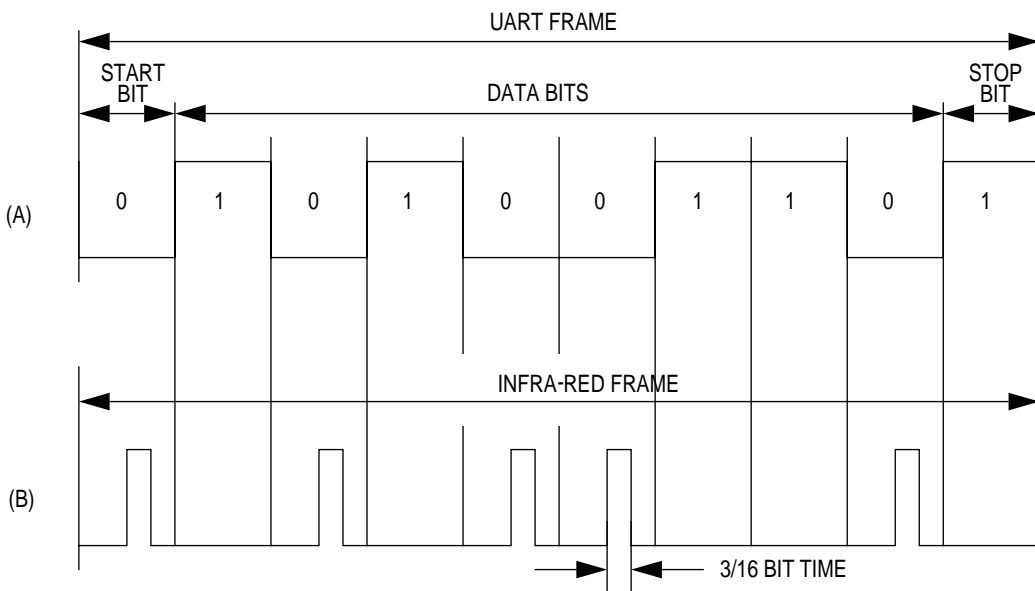 UART FRAME
START
BIT
DATA BITS
STOP
BIT
(A)
0 1 0 1 0 0 1 1 0 1
INFRA-RED FRAME
(B)
3/16 BIT TIME